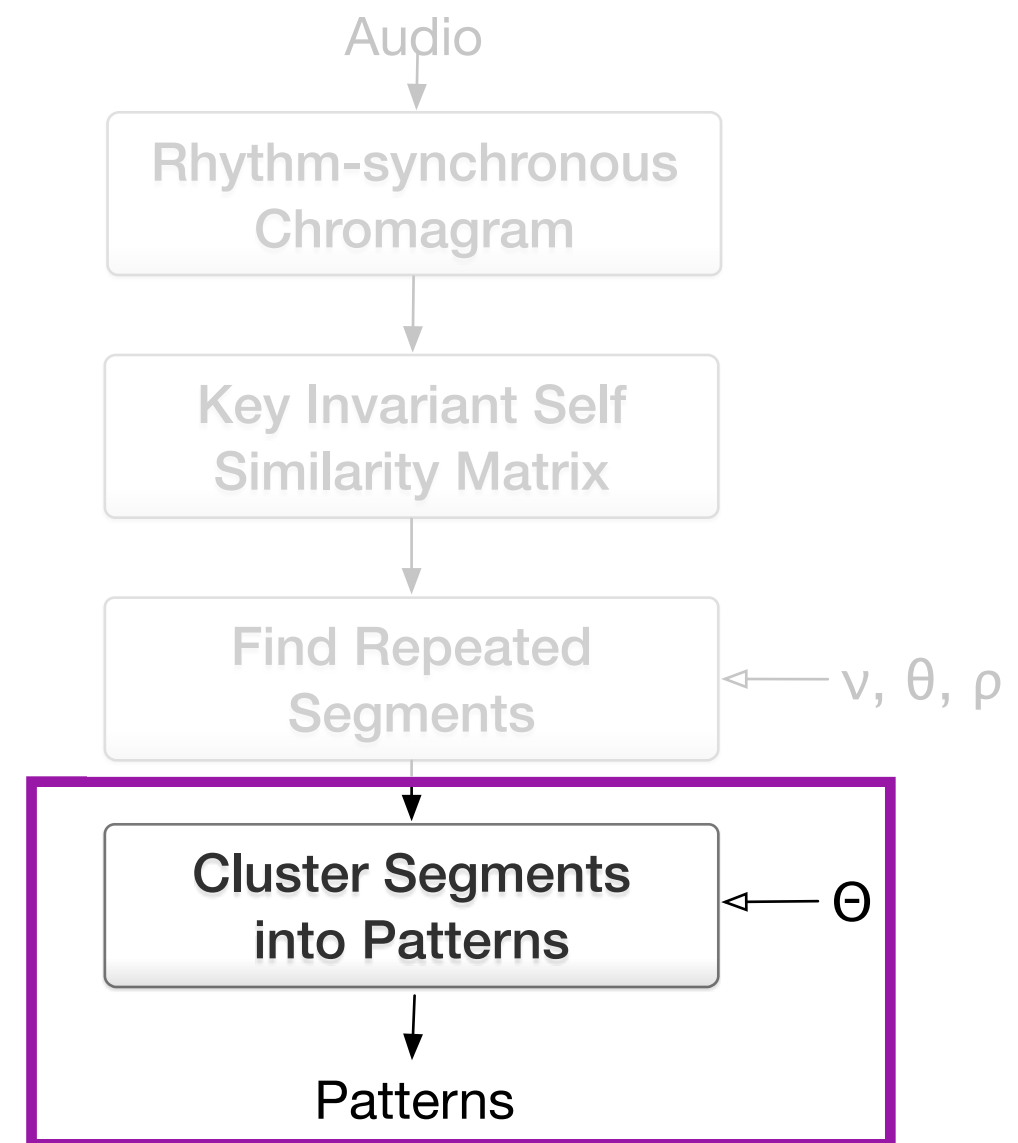 Audio
Rhythm-synchronous
Chromagram
Key Invariant Self
Similarity Matrix
Find Repeated
Segments
ν, θ, ρ
Cluster Segments
into Patterns
Θ
Patterns